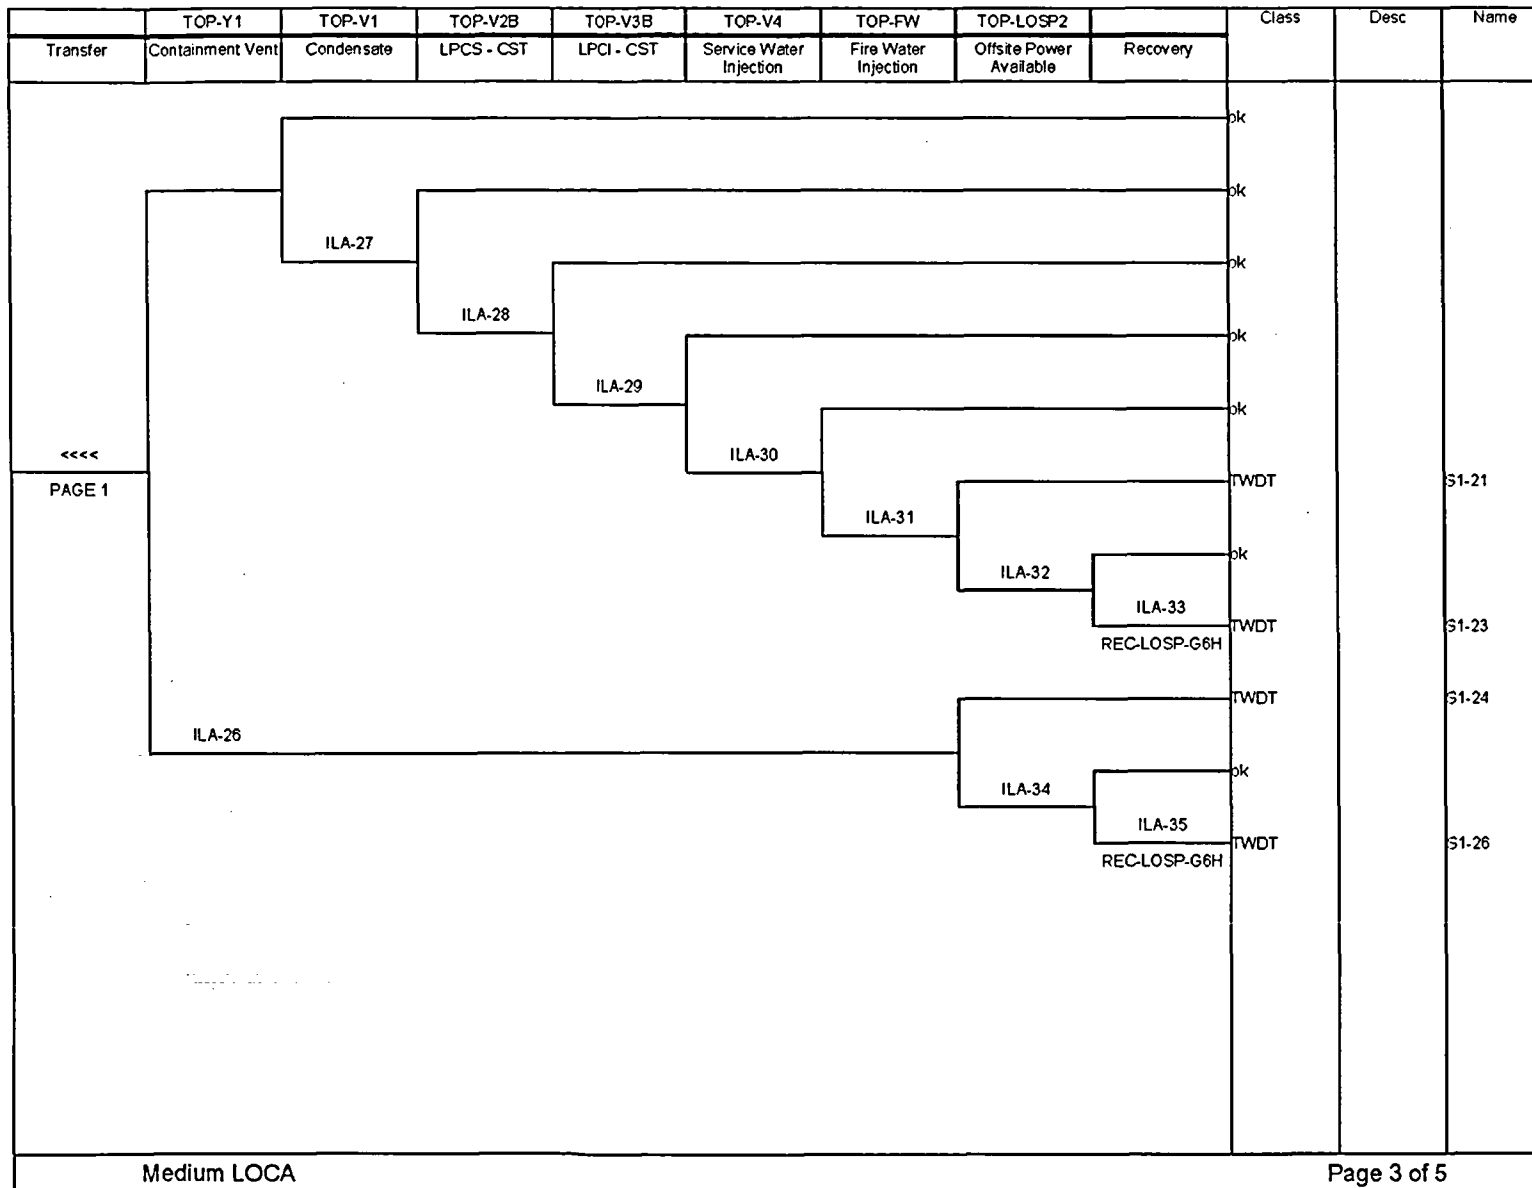 TOP-Y1 TOP-V1 TOP-V2B TOP-V3B TOP-V4 TOP-FW TOP-LOSP2 Class Desc Name
Transfer Containment Vent Condensate LPCS - CST LPCI - CST Service Water Injection Fire Water Injection Offsite Power Available Recovery
ok
ok
ILA-27
ok
ILA-28
ok
ILA-29
ok
<<<<
ILA-30
PAGE 1
TWDT S1-21
ILA-31
ok
ILA-32
ILA-33
TWDT S1-23
REC-LOSP-G6H
TWDT S1-24
ILA-26
ok
ILA-34
ILA-35
TWDT S1-26
REC-LOSP-G6H
Medium LOCA Page 3 of 5